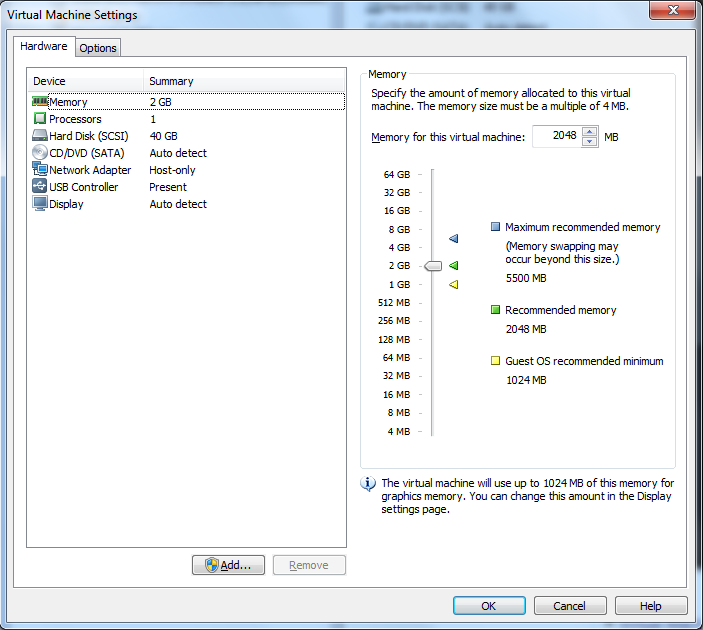 Virtual Machine Settings
Hardware
Options
Device Summary
Memory 2 GB
Processors 1
Hard Disk (SCSI) 40 GB
CD/DVD (SATA) Auto detect
Network Adapter Host-only
USB Controller Present
Display Auto detect
Add...
Remove
Memory
Specify the amount of memory allocated to this virtual
machine. The memory size must be a multiple of 4 MB.
Memory for this virtual machine: 2048 MB
64 GB
32 GB
16 GB
8 GB
4 GB
2 GB
1 GB
512 MB
256 MB
128 MB
64 MB
32 MB
16 MB
8 MB
4 MB
Maximum recommended memory
(Memory swapping may
occur beyond this size.)
5500 MB
Recommended memory
2048 MB
Guest OS recommended minimum
1024 MB
The virtual machine will use up to 1024 MB of this memory for
graphics memory. You can change this amount in the Display
settings page.
OK
Cancel
Help